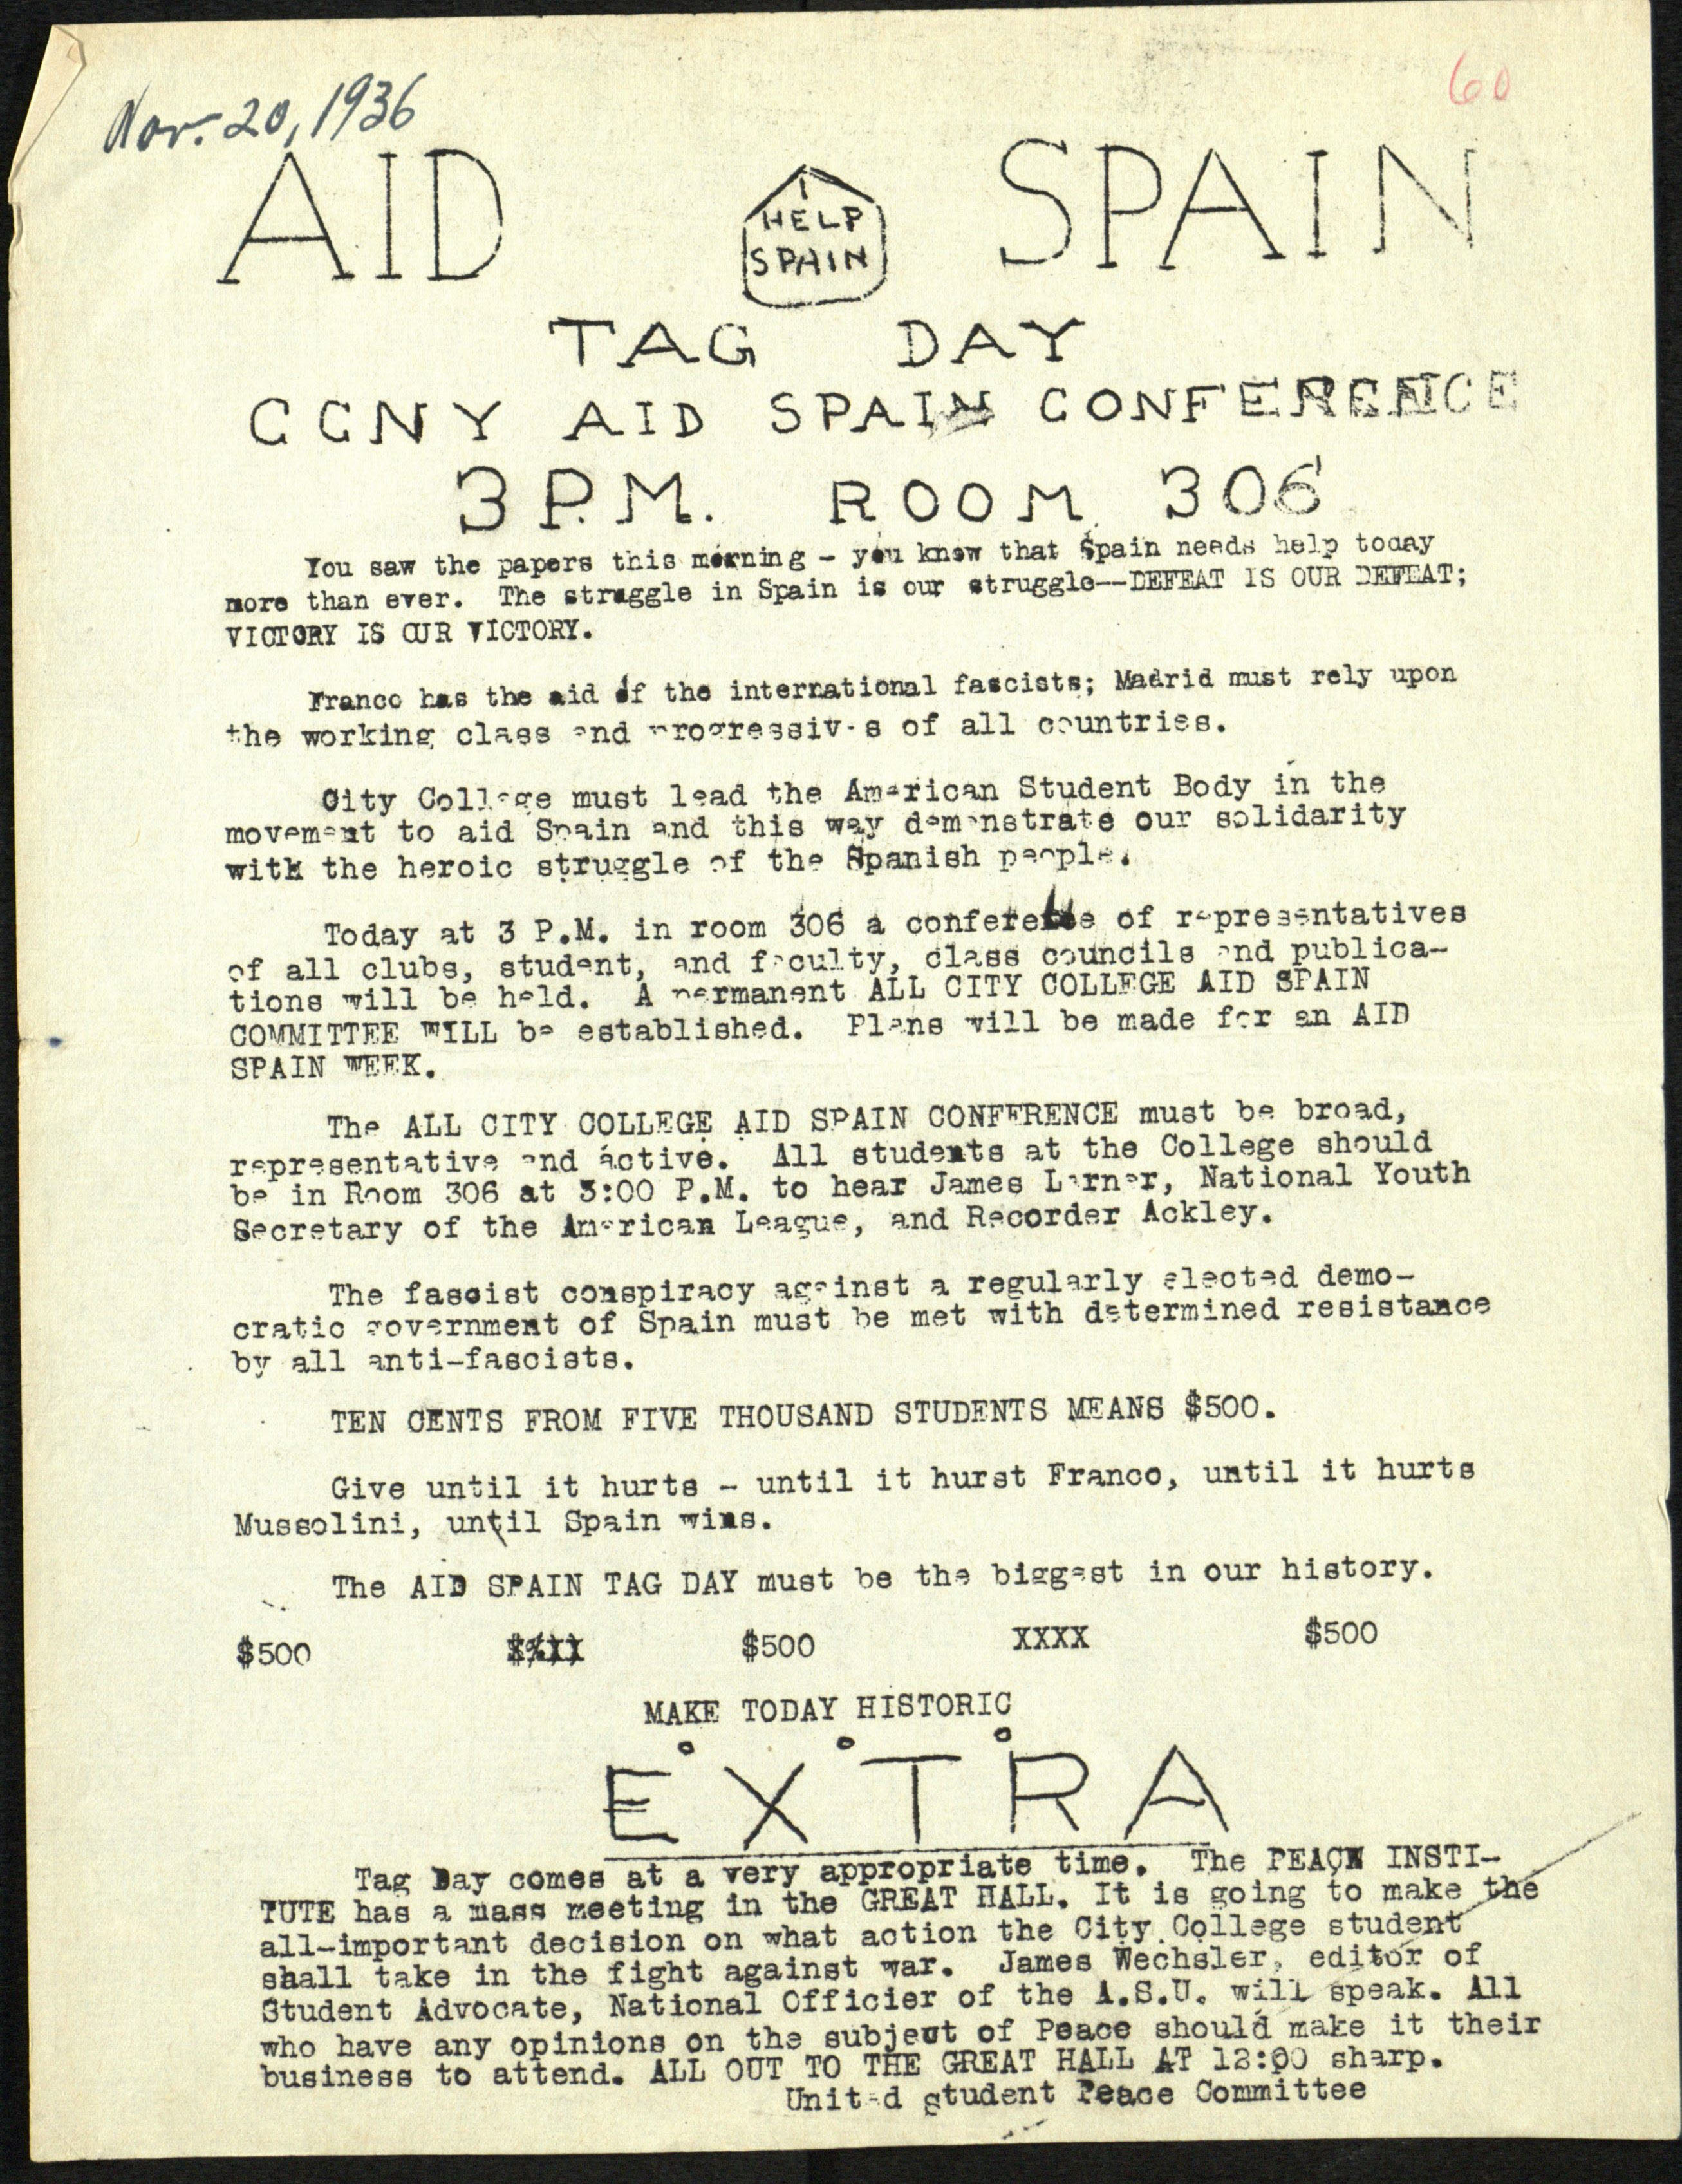 Nov. 20, 1936
60
AID SPAIN
HELP
SPAIN
TAG DAY
CCNY AID SPAIN CONFERENCE
3 P.M. ROOM 306
You saw the papers this morning - you know that Spain needs help today
more than ever. The struggle in Spain is our struggle--DEFEAT IS OUR DEFEAT;
VICTORY IS OUR VICTORY.
Franco has the aid of the international fascists; Madrid must rely upon
the working class and progressives of all countries.
City College must lead the American Student Body in the
movement to aid Spain and this way demonstrate our solidarity
with the heroic struggle of the Spanish people.
Today at 3 P.M. in room 306 a conference of representatives
of all clubs, student, and faculty, class councils and publica-
tions will be held. A permanent ALL CITY COLLEGE AID SPAIN
COMMITTEE WILL be established. Plans will be made for an AID
SPAIN WEEK.
The ALL CITY COLLEGE AID SPAIN CONFERENCE must be broad,
representative and active. All students at the College should
be in Room 306 at 3:00 P.M. to hear James Lerner, National Youth
Secretary of the American League, and Recorder Ackley.
The fascist conspiracy against a regularly elected demo-
cratic government of Spain must be met with determined resistance
by all anti-fascists.
TEN CENTS FROM FIVE THOUSAND STUDENTS MEANS $500.
Give until it hurts - until it hurst Franco, until it hurts
Mussolini, until Spain wins.
The AID SPAIN TAG DAY must be the biggest in our history.
$500 $500 XXXX $500
MAKE TODAY HISTORIC
EXTRA
Tag Day comes at a very appropriate time. The PEACE INSTI-
TUTE has a mass meeting in the GREAT HALL. It is going to make the
all-important decision on what action the City College student
shall take in the fight against war. James Wechsler, editor of
Student Advocate, National Officier of the A.S.U. will speak. All
who have any opinions on the subject of Peace should make it their
business to attend. ALL OUT TO THE GREAT HALL AT 12:00 sharp.
United Student Peace Committee